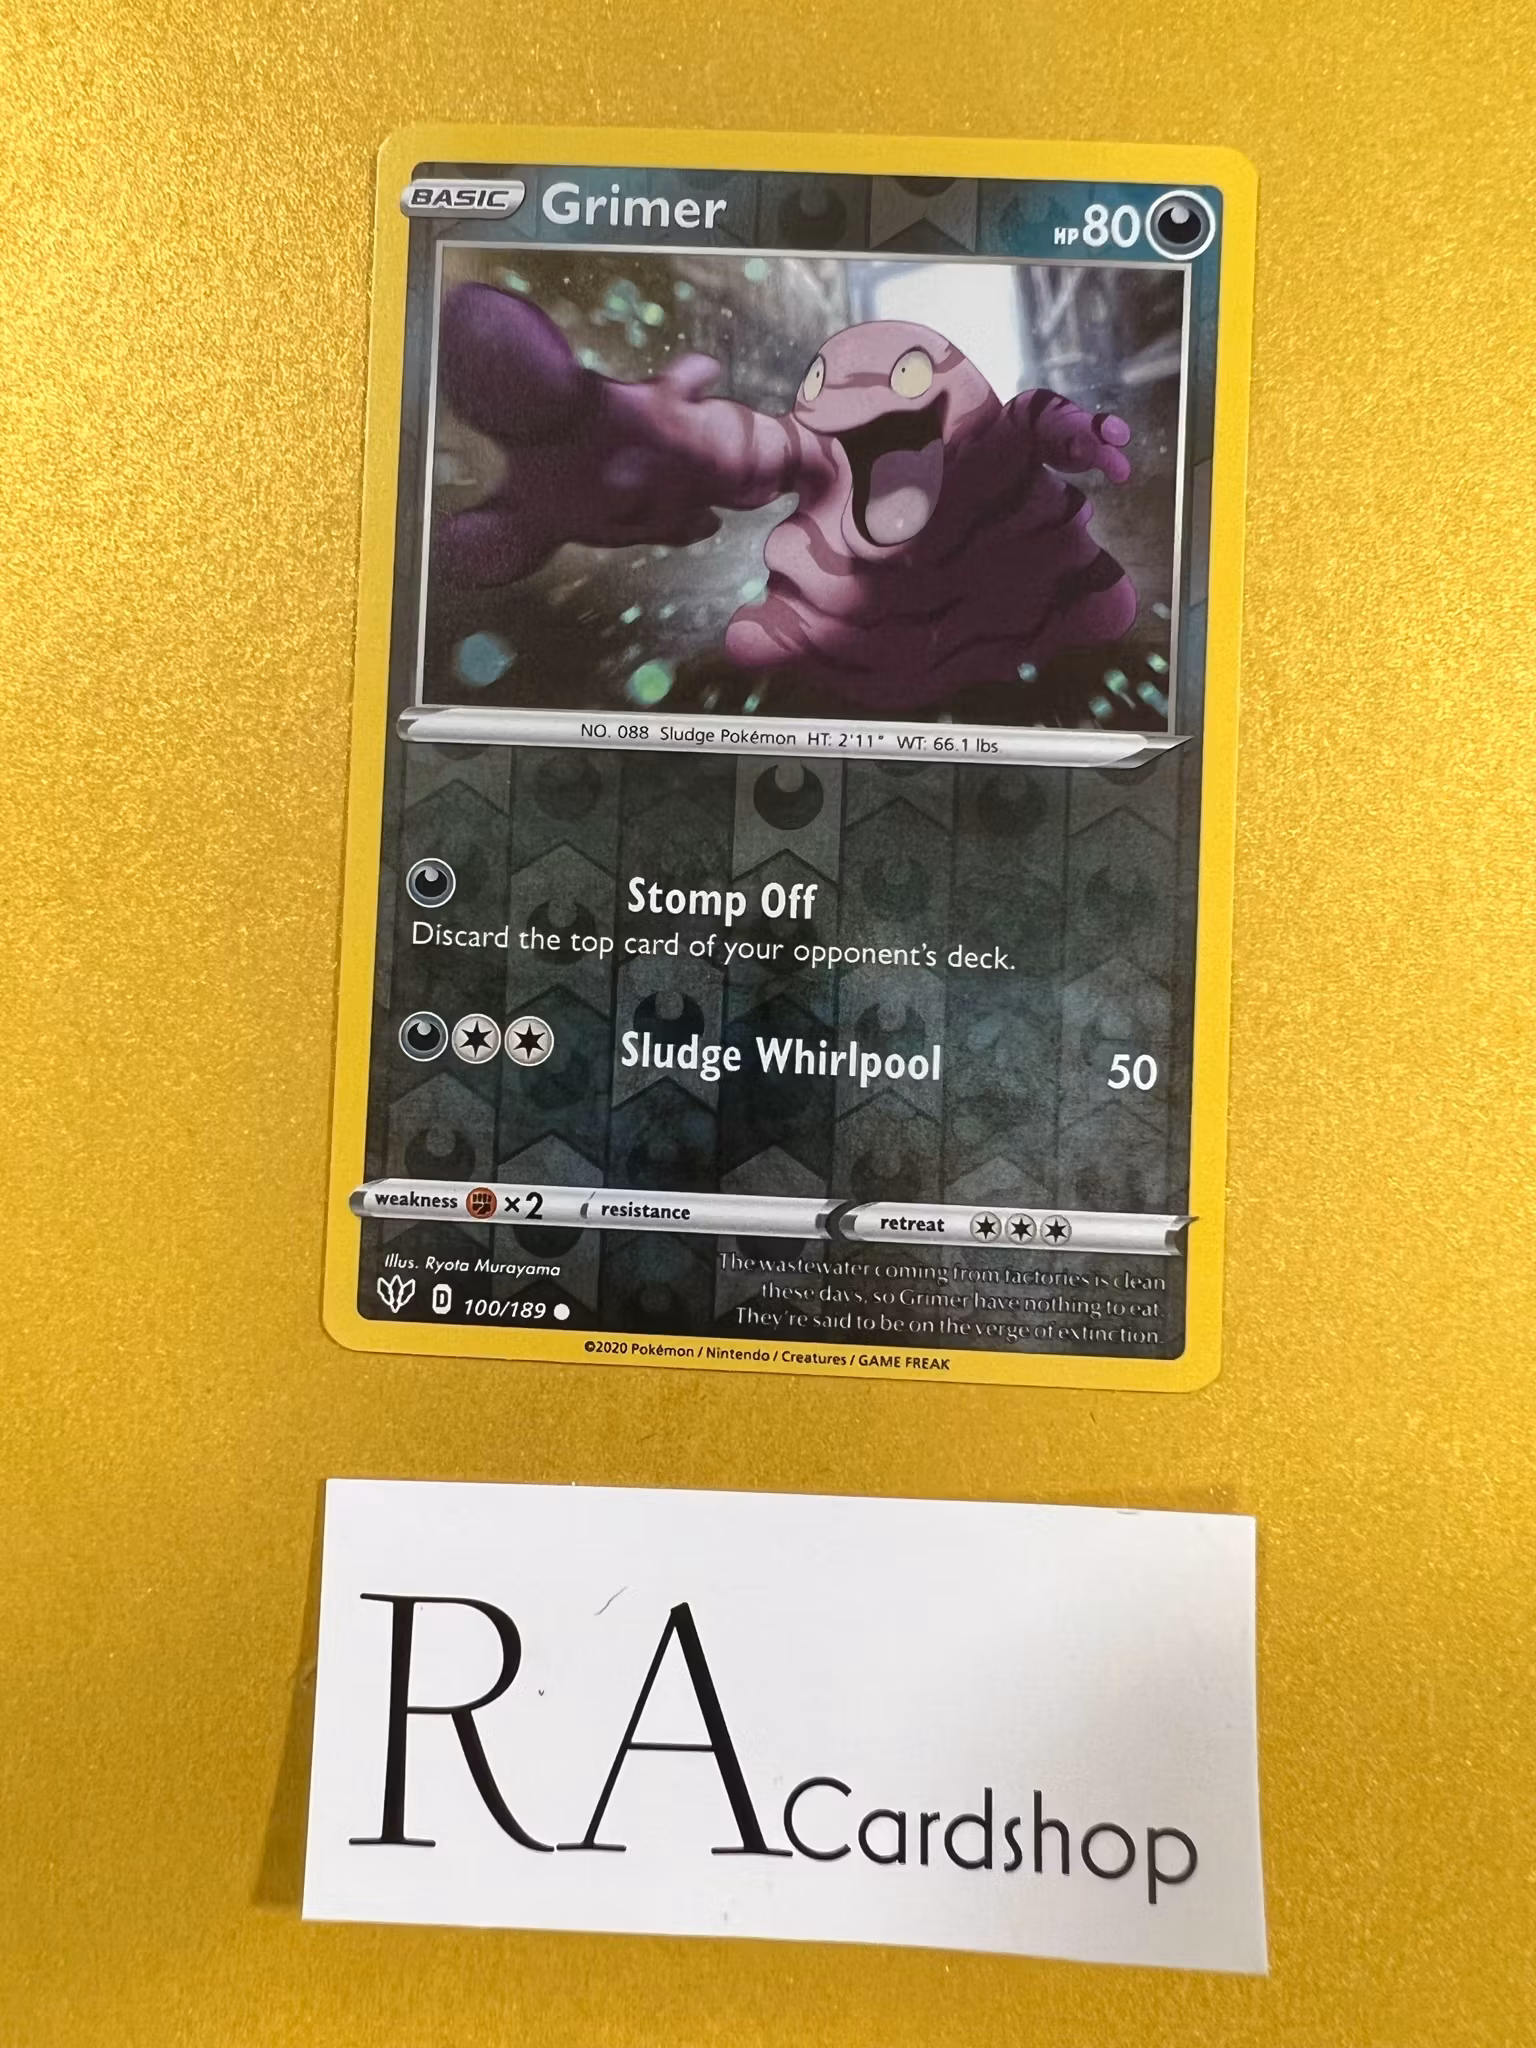 BASIC Grimer HP 80
NO. 088 Sludge Pokémon HT: 2'11" WT: 66.1 lbs
Stomp Off
Discard the top card of your opponent's deck.
Sludge Whirlpool 50
weakness ×2 resistance retreat
Illus. Ryota Murayama
D 100/189
The wastewater coming from factories is clean
these days, so Grimer have nothing to eat.
They're said to be on the verge of extinction.
©2020 Pokémon / Nintendo / Creatures / GAME FREAK
RA Cardshop